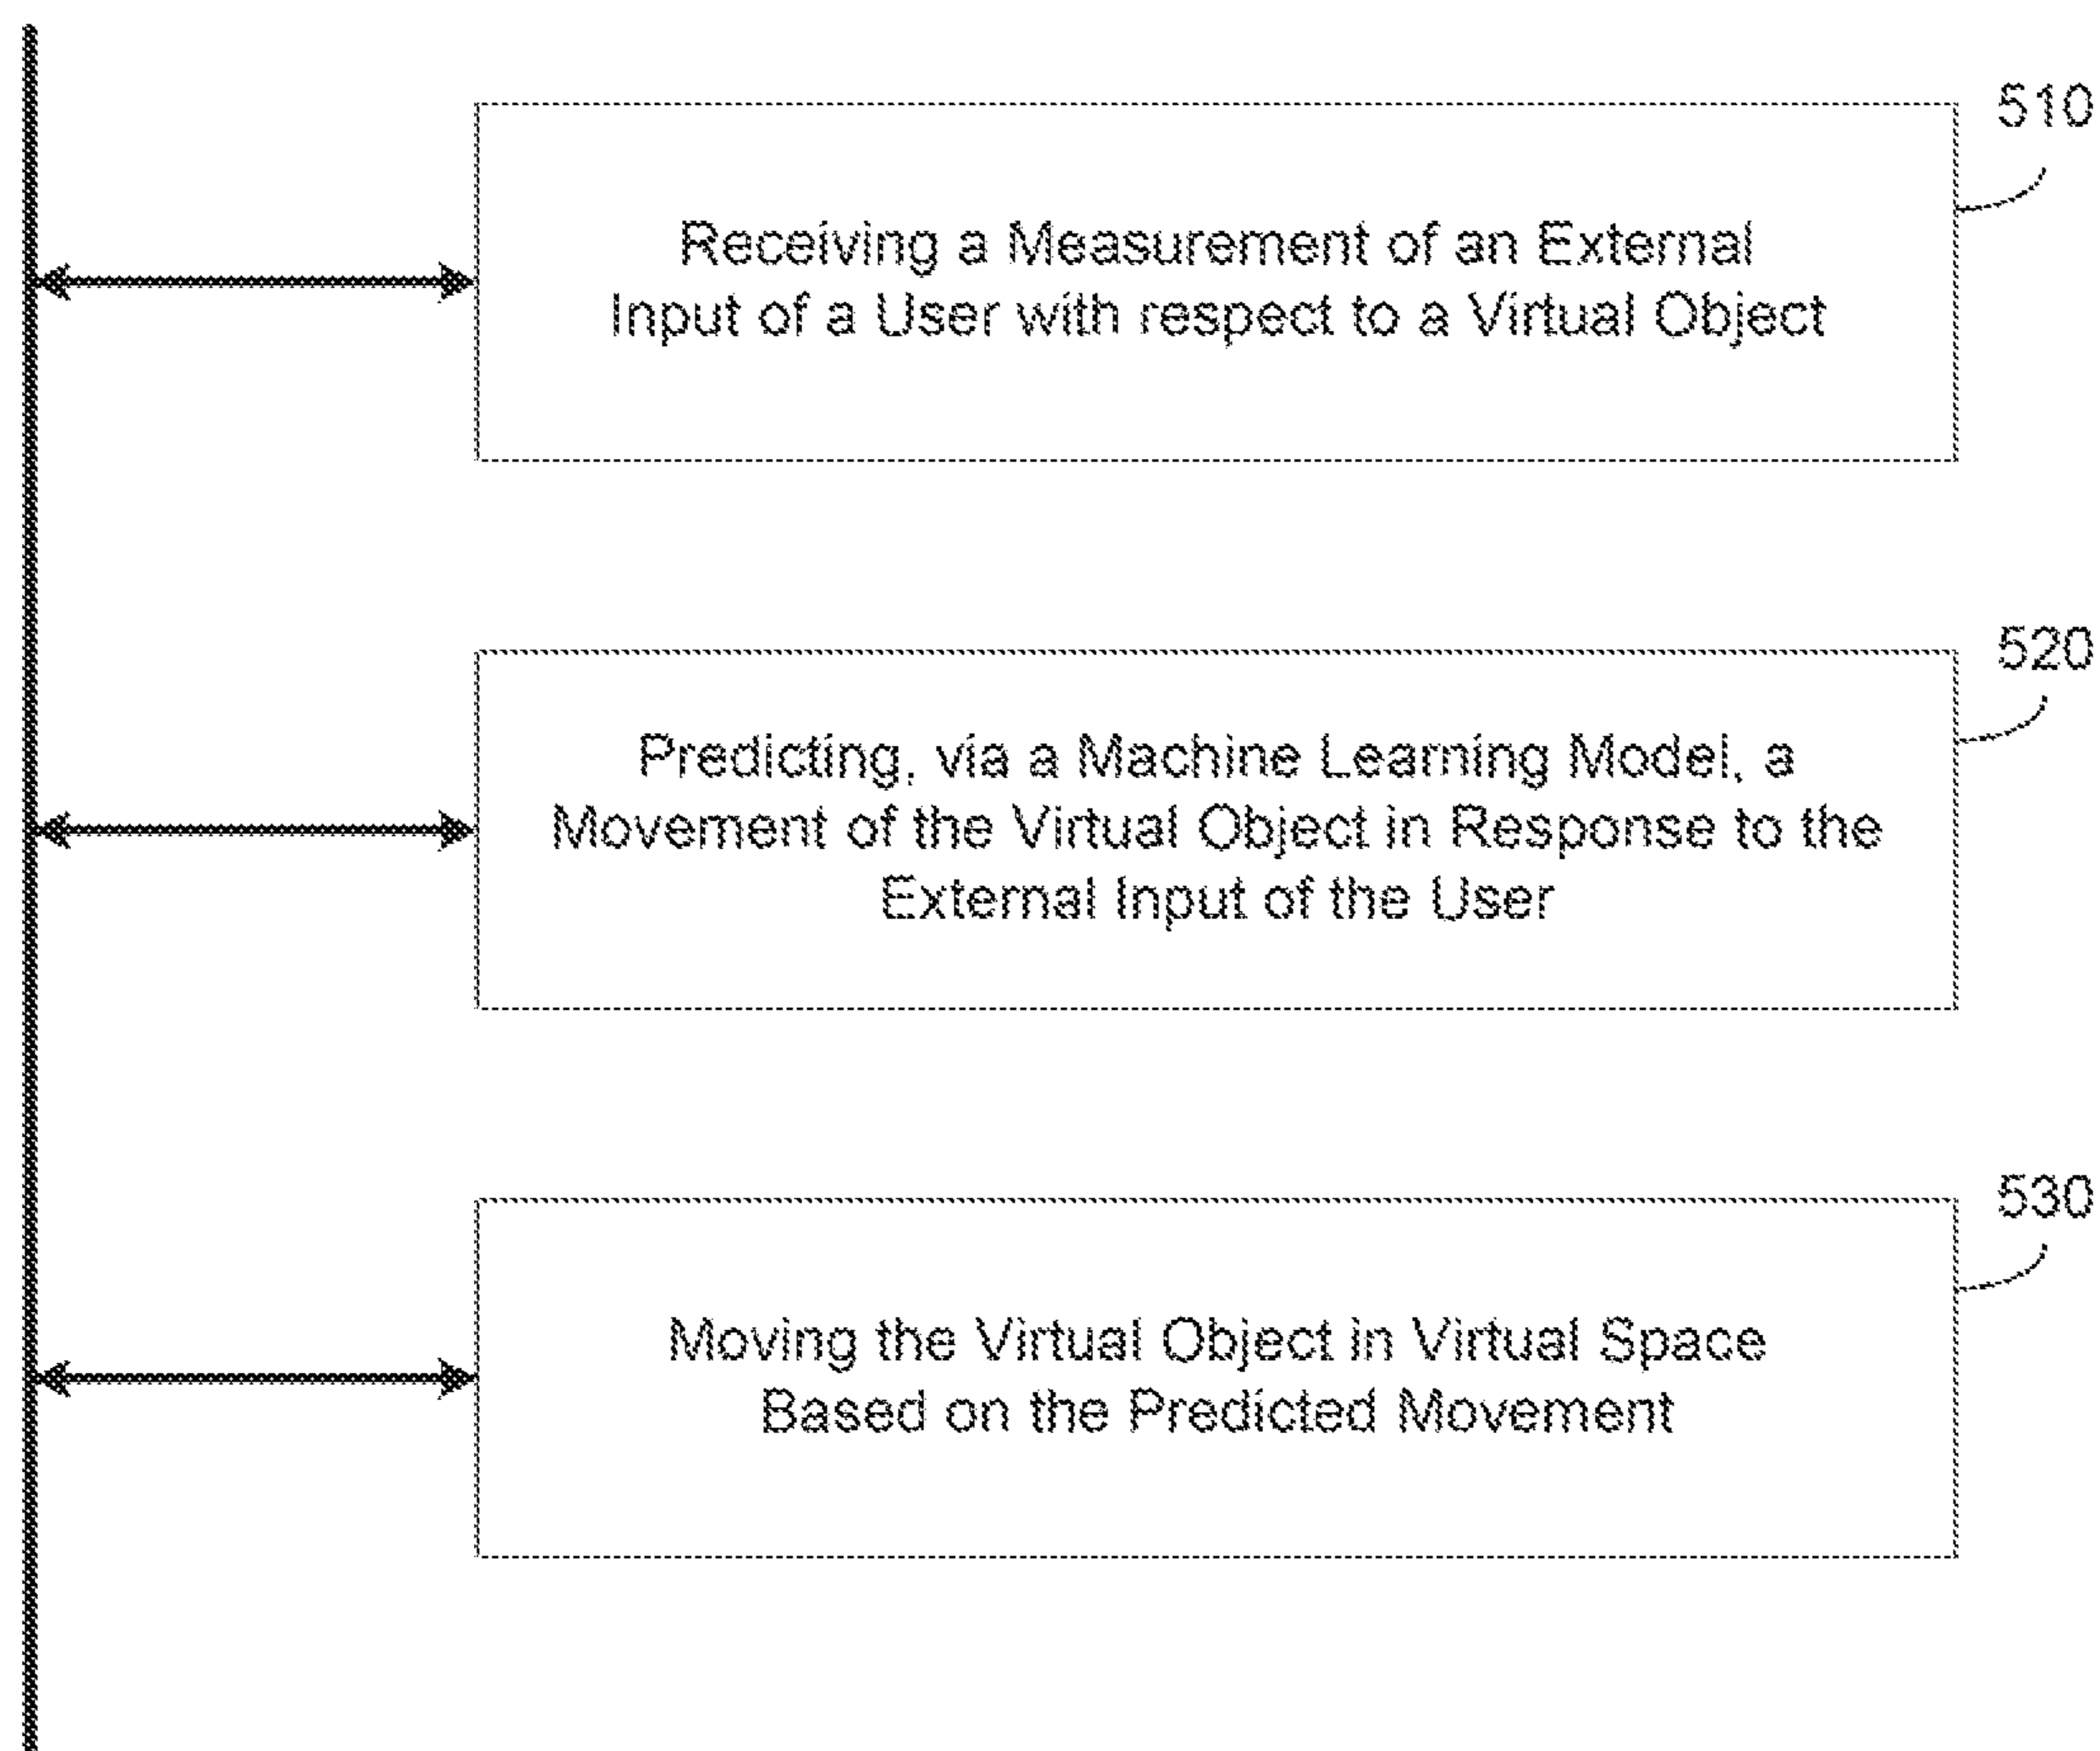 510
Receiving a Measurement of an External
Input of a User with respect to a Virtual Object
520
Predicting, via a Machine Learning Model, a
Movement of the Virtual Object in Response to the
External Input of the User
530
Moving the Virtual Object in Virtual Space
Based on the Predicted Movement